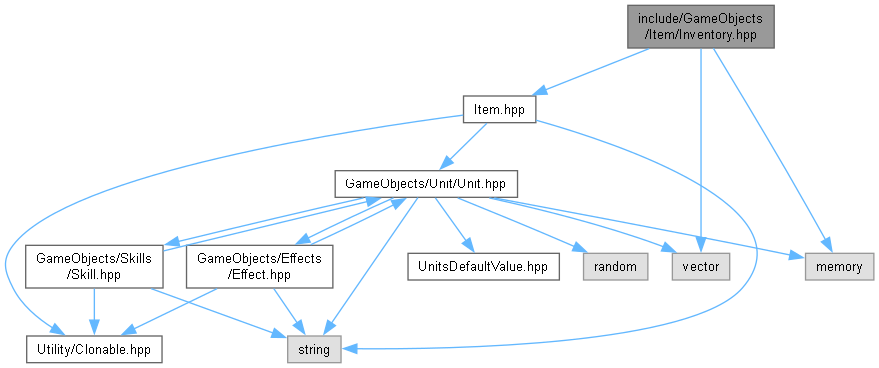 include/GameObjects
/Item/Inventory.hpp
Item.hpp
GameObjects/Unit/Unit.hpp
GameObjects/Skills
/Skill.hpp
GameObjects/Effects
/Effect.hpp
UnitsDefaultValue.hpp
random
vector
memory
Utility/Clonable.hpp
string